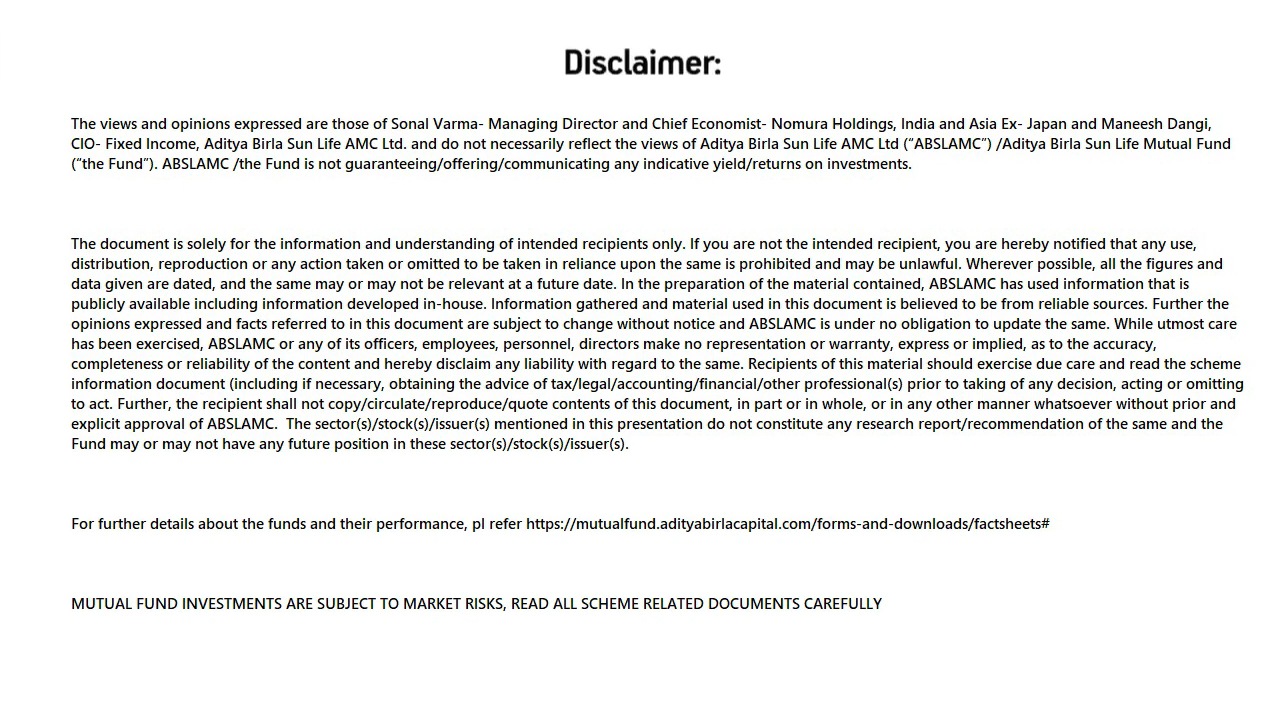 Disclaimer:
The views and opinions expressed are those of Sonal Varma- Managing Director and Chief Economist- Nomura Holdings, India and Asia Ex- Japan and Maneesh Dangi,
CIO- Fixed Income, Aditya Birla Sun Life AMC Ltd. and do not necessarily reflect the views of Aditya Birla Sun Life AMC Ltd (“ABSLAMC”) /Aditya Birla Sun Life Mutual Fund
(“the Fund”). ABSLAMC /the Fund is not guaranteeing/offering/communicating any indicative yield/returns on investments.
The document is solely for the information and understanding of intended recipients only. If you are not the intended recipient, you are hereby notified that any use,
distribution, reproduction or any action taken or omitted to be taken in reliance upon the same is prohibited and may be unlawful. Wherever possible, all the figures and
data given are dated, and the same may or may not be relevant at a future date. In the preparation of the material contained, ABSLAMC has used information that is
publicly available including information developed in-house. Information gathered and material used in this document is believed to be from reliable sources. Further the
opinions expressed and facts referred to in this document are subject to change without notice and ABSLAMC is under no obligation to update the same. While utmost care
has been exercised, ABSLAMC or any of its officers, employees, personnel, directors make no representation or warranty, express or implied, as to the accuracy,
completeness or reliability of the content and hereby disclaim any liability with regard to the same. Recipients of this material should exercise due care and read the scheme
information document (including if necessary, obtaining the advice of tax/legal/accounting/financial/other professional(s) prior to taking of any decision, acting or omitting
to act. Further, the recipient shall not copy/circulate/reproduce/quote contents of this document, in part or in whole, or in any other manner whatsoever without prior and
explicit approval of ABSLAMC.  The sector(s)/stock(s)/issuer(s) mentioned in this presentation do not constitute any research report/recommendation of the same and the
Fund may or may not have any future position in these sector(s)/stock(s)/issuer(s).
For further details about the funds and their performance, pl refer https://mutualfund.adityabirlacapital.com/forms-and-downloads/factsheets#
MUTUAL FUND INVESTMENTS ARE SUBJECT TO MARKET RISKS, READ ALL SCHEME RELATED DOCUMENTS CAREFULLY